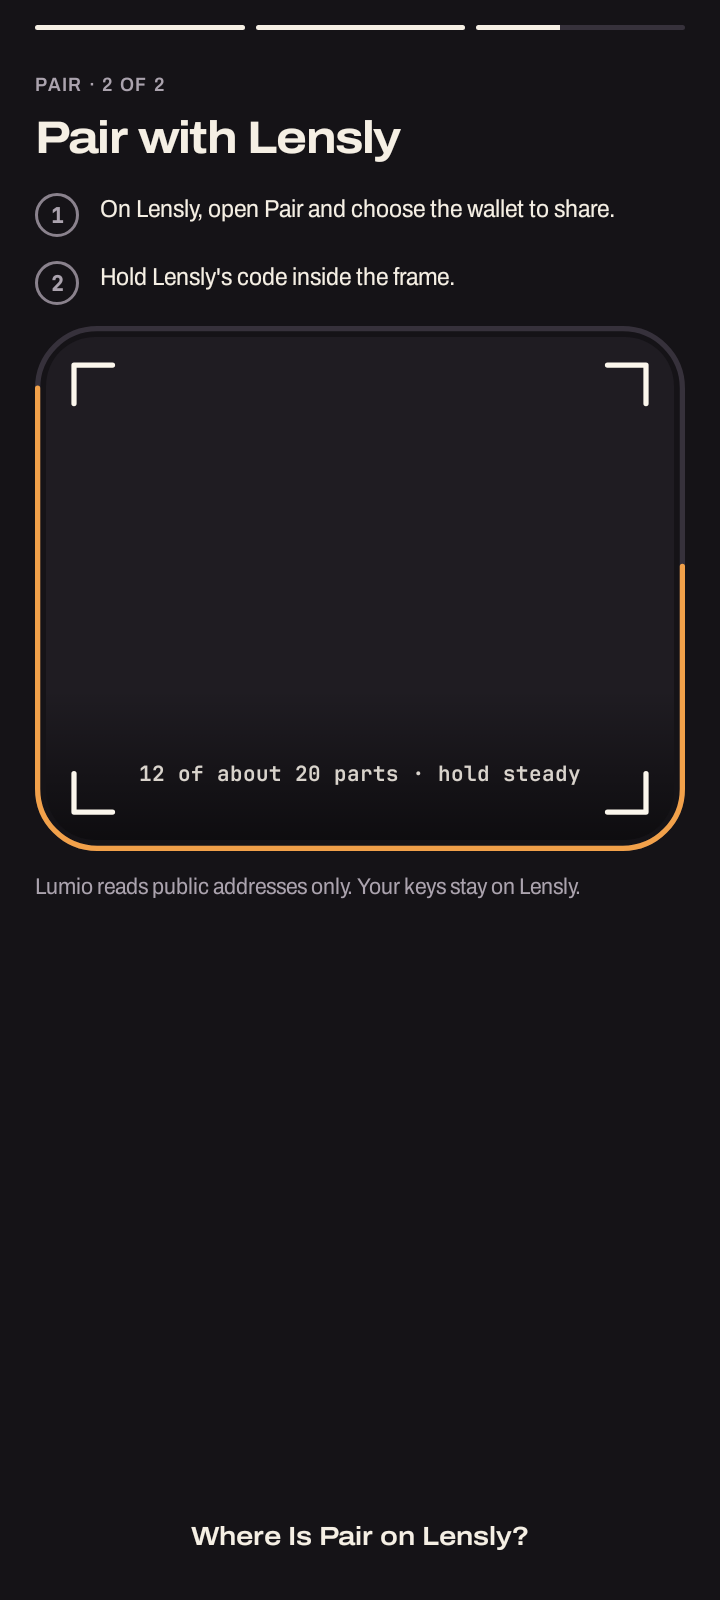 PAIR · 2 OF 2
Pair with Lensly
1 On Lensly, open Pair and choose the wallet to share.
2 Hold Lensly's code inside the frame.
12 of about 20 parts · hold steady
Lumio reads public addresses only. Your keys stay on Lensly.
Where Is Pair on Lensly?